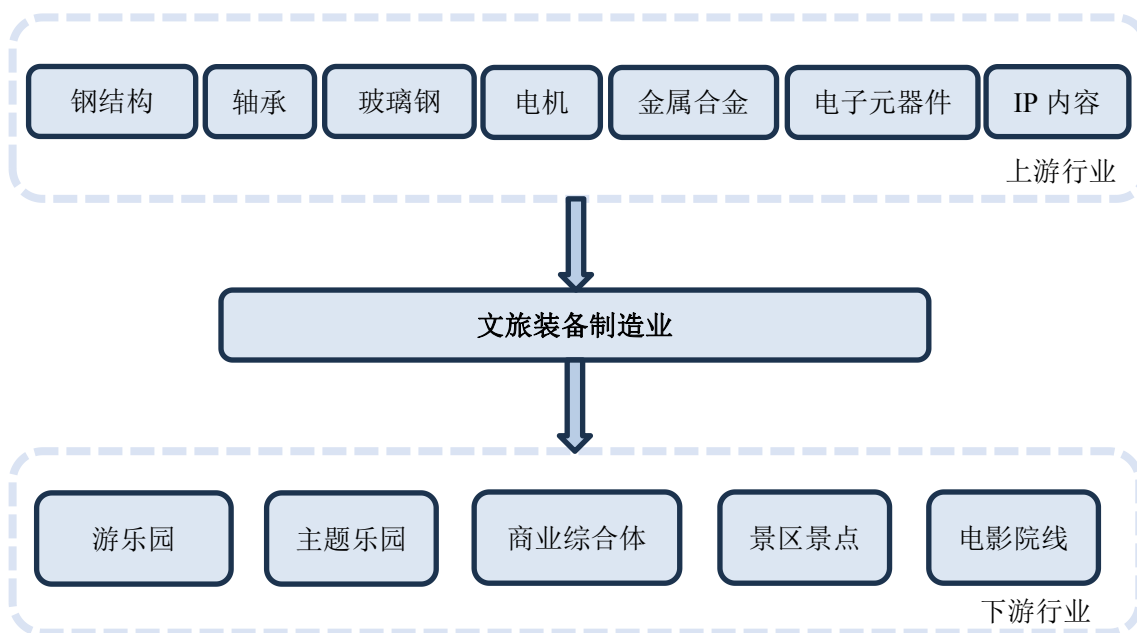 钢结构 轴承 玻璃钢 电机 金属合金 电子元器件 IP 内容
上游行业
文旅装备制造业
游乐园 主题乐园 商业综合体 景区景点 电影院线
下游行业